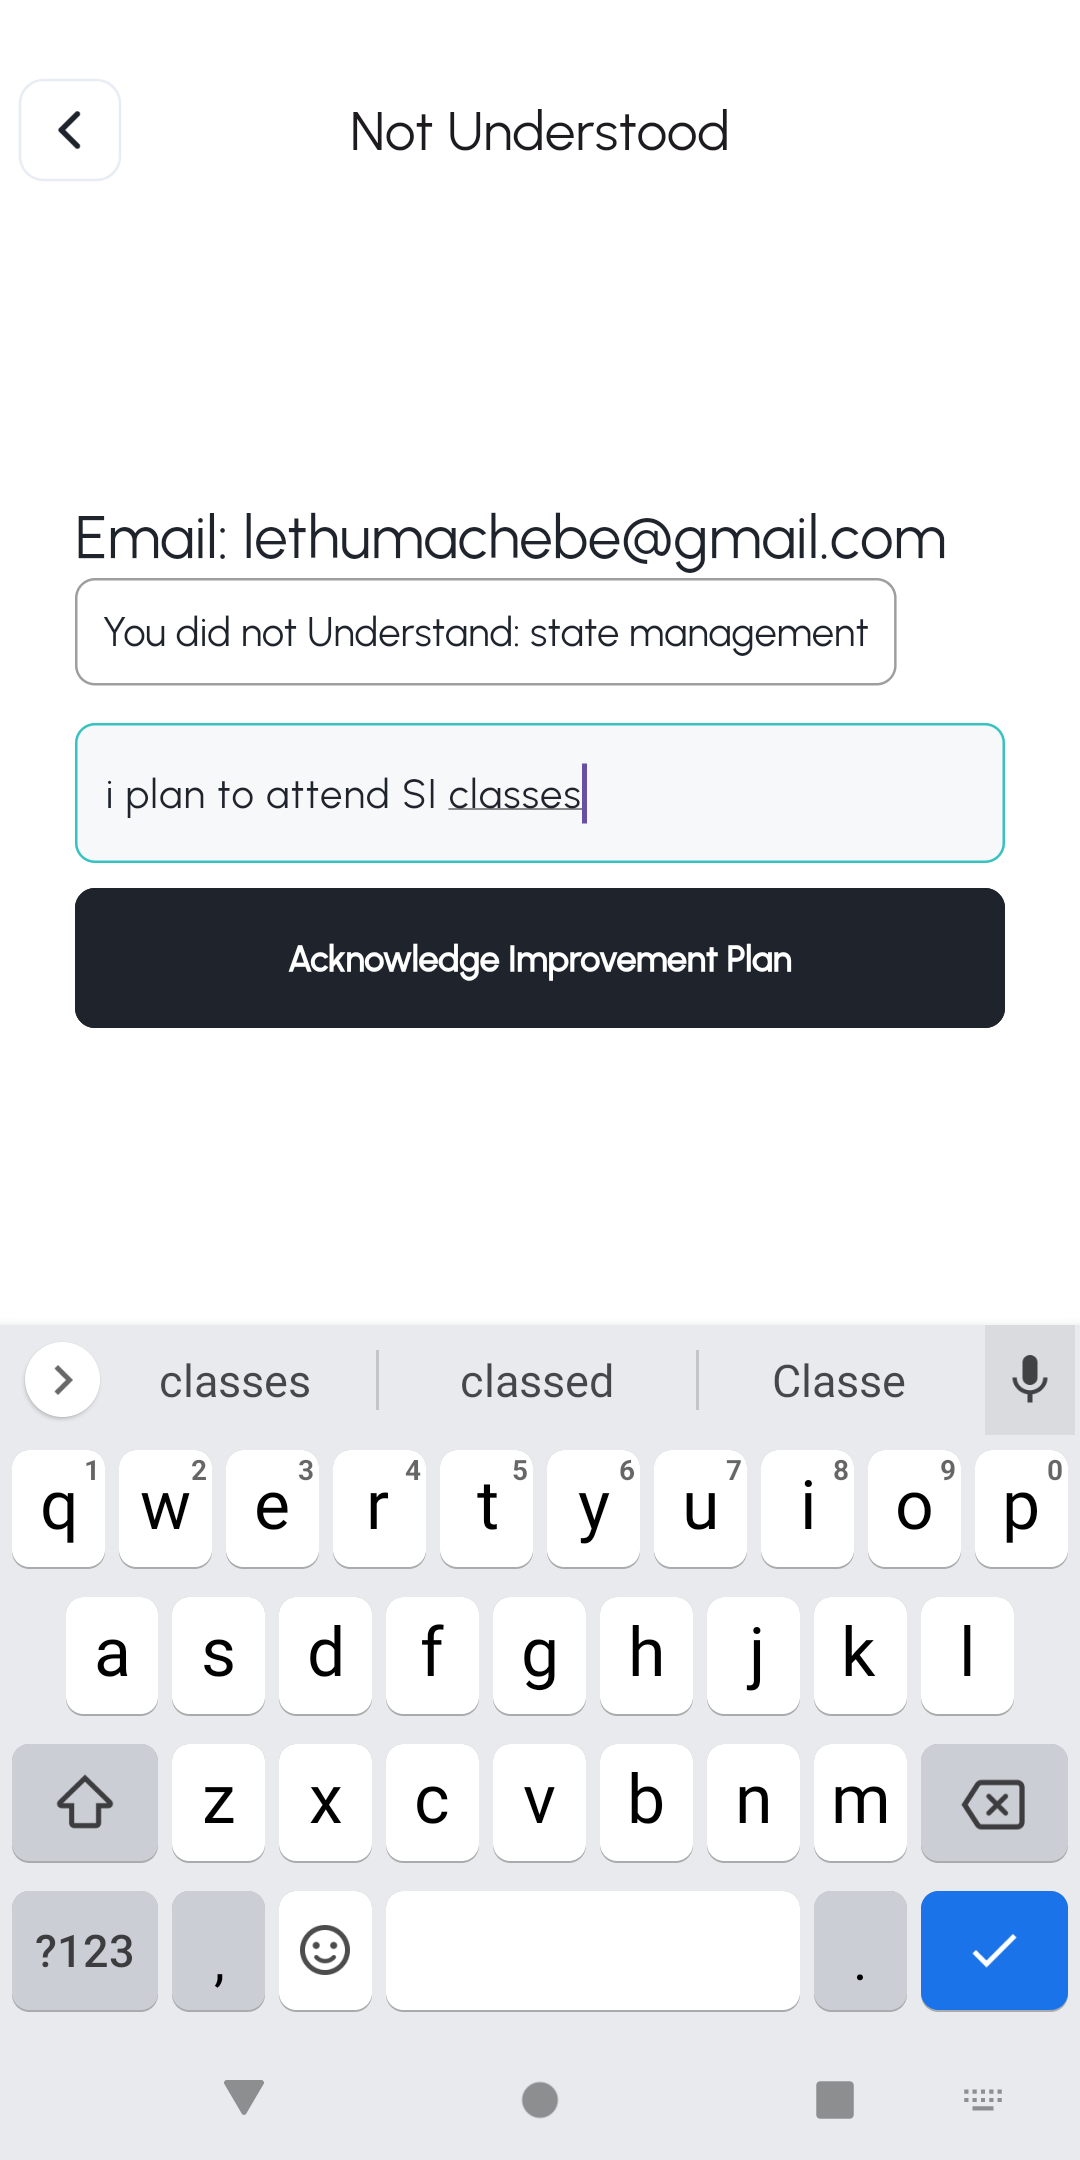 Not Understood
Email: lethumachebe@gmail.com
You did not Understand: state management
i plan to attend SI classes
Acknowledge Improvement Plan
classes classed Classe
q 1 w 2 e 3 r 4 t 5 y 6 u 7 i 8 o 9 p 0
a s d f g h j k l
z x c v b n m
?123 , .